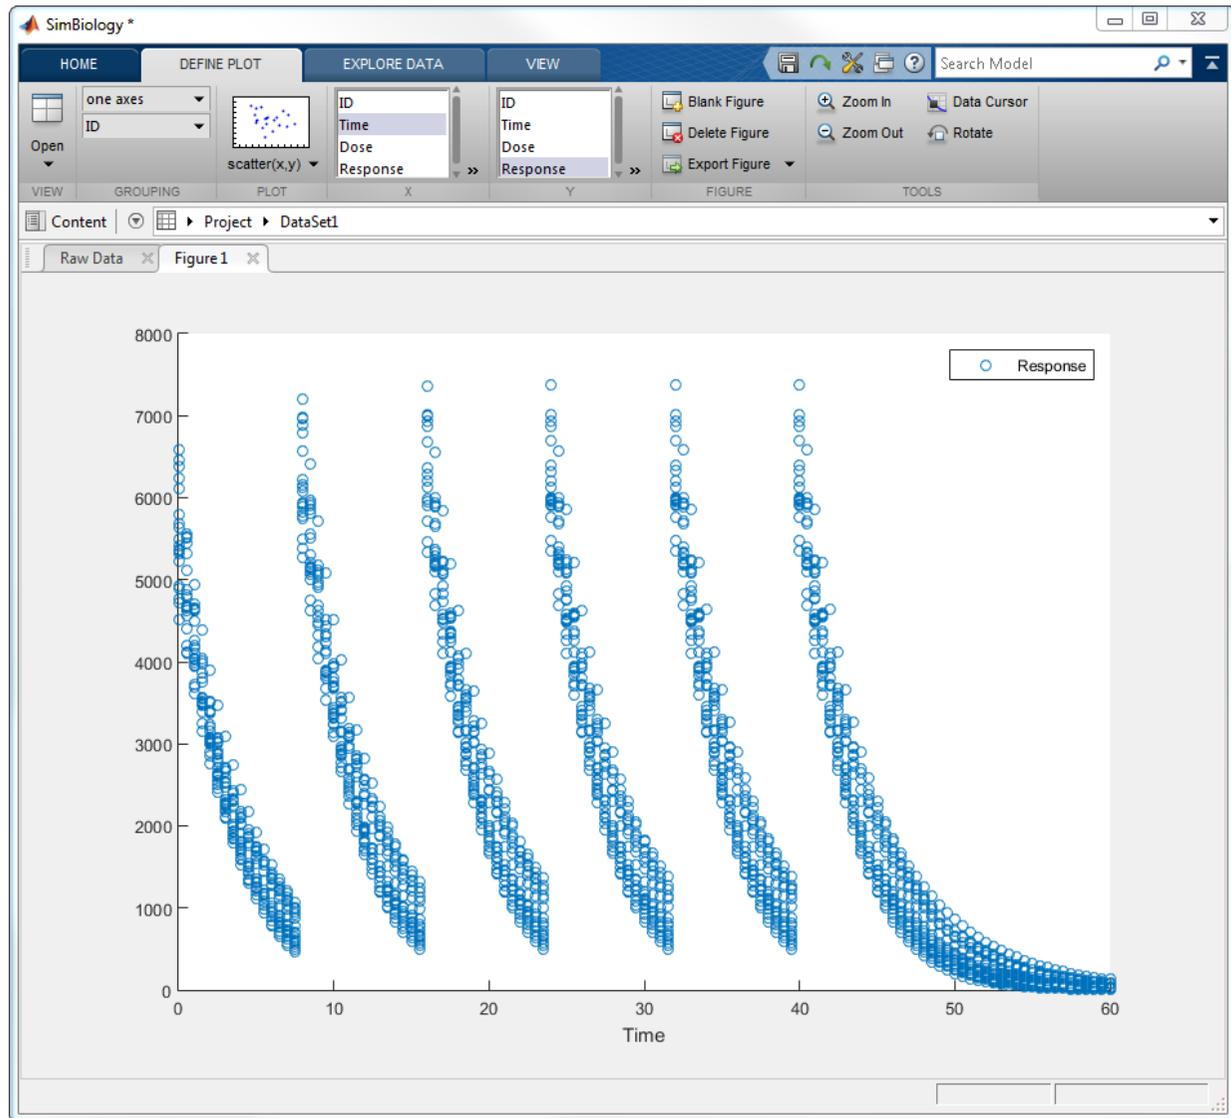 SimBiology *
HOME
DEFINE PLOT
EXPLORE DATA
VIEW
Search Model
Open
VIEW
one axes
ID
GROUPING
scatter(x,y)
PLOT
ID
Time
Dose
Response
X
ID
Time
Dose
Response
Y
Blank Figure
Delete Figure
Export Figure
FIGURE
Zoom In
Zoom Out
Data Cursor
Rotate
TOOLS
Content
Project
DataSet1
Raw Data
Figure 1
8000
7000
6000
5000
4000
3000
2000
1000
0
Response
0 10 20 30 40 50 60
Time